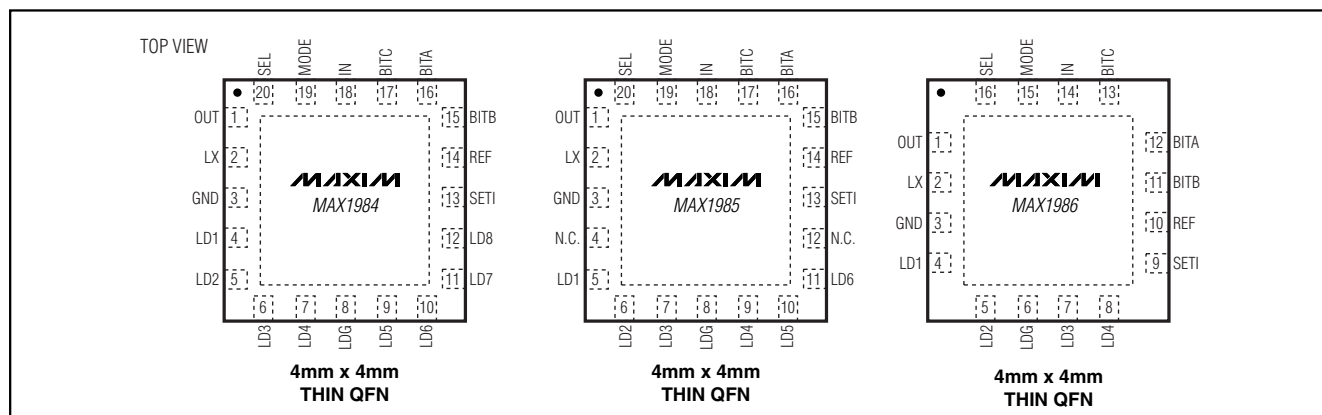 TOP VIEW
SEL MODE IN BITC BITA
20 19 18 17 16
OUT 1 15 BITB
LX 2 14 REF
GND 3 13 SETI
LD1 4 12 LD8
LD2 5 11 LD7
6 7 8 9 10
LD3 LD4 LDG LD5 LD6
MAXIM
MAX1984
4mm x 4mm
THIN QFN
SEL MODE IN BITC BITA
20 19 18 17 16
OUT 1 15 BITB
LX 2 14 REF
GND 3 13 SETI
N.C. 4 12 N.C.
LD1 5 11 LD6
6 7 8 9 10
LD2 LD3 LDG LD4 LD5
MAXIM
MAX1985
4mm x 4mm
THIN QFN
SEL MODE IN BITC
16 15 14 13
OUT 1 12 BITA
LX 2 11 BITB
GND 3 10 REF
LD1 4 9 SETI
5 6 7 8
LD2 LDG LD3 LD4
MAXIM
MAX1986
4mm x 4mm
THIN QFN